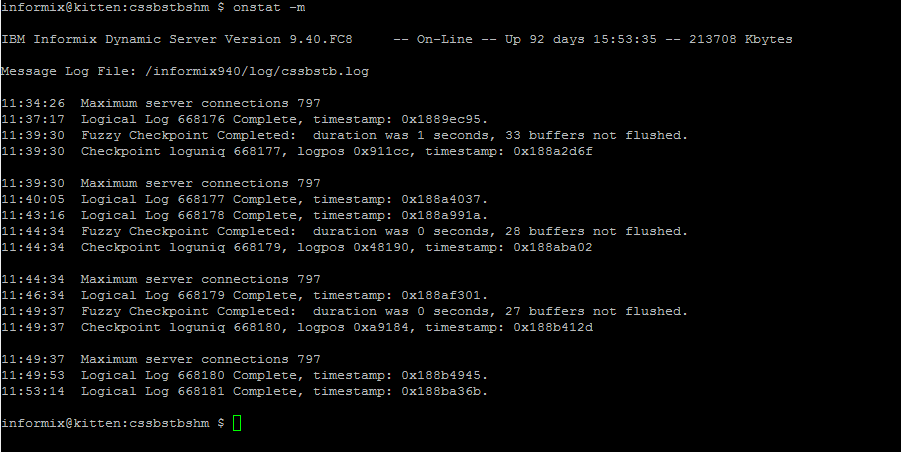 informix@kitten:cssbstbshm $ onstat -m
IBM Informix Dynamic Server Version 9.40.FC8     -- On-Line -- Up 92 days 15:53:35 -- 213708 Kbytes
Message Log File: /informix940/log/cssbstb.log
11:34:26  Maximum server connections 797
11:37:17  Logical Log 668176 Complete, timestamp: 0x1889ec95.
11:39:30  Fuzzy Checkpoint Completed:  duration was 1 seconds, 33 buffers not flushed.
11:39:30  Checkpoint loguniq 668177, logpos 0x911cc, timestamp: 0x188a2d6f
11:39:30  Maximum server connections 797
11:40:05  Logical Log 668177 Complete, timestamp: 0x188a4037.
11:43:16  Logical Log 668178 Complete, timestamp: 0x188a991a.
11:44:34  Fuzzy Checkpoint Completed:  duration was 0 seconds, 28 buffers not flushed.
11:44:34  Checkpoint loguniq 668179, logpos 0x48190, timestamp: 0x188aba02
11:44:34  Maximum server connections 797
11:46:34  Logical Log 668179 Complete, timestamp: 0x188af301.
11:49:37  Fuzzy Checkpoint Completed:  duration was 0 seconds, 27 buffers not flushed.
11:49:37  Checkpoint loguniq 668180, logpos 0xa9184, timestamp: 0x188b412d
11:49:37  Maximum server connections 797
11:49:53  Logical Log 668180 Complete, timestamp: 0x188b4945.
11:53:14  Logical Log 668181 Complete, timestamp: 0x188ba36b.
informix@kitten:cssbstbshm $